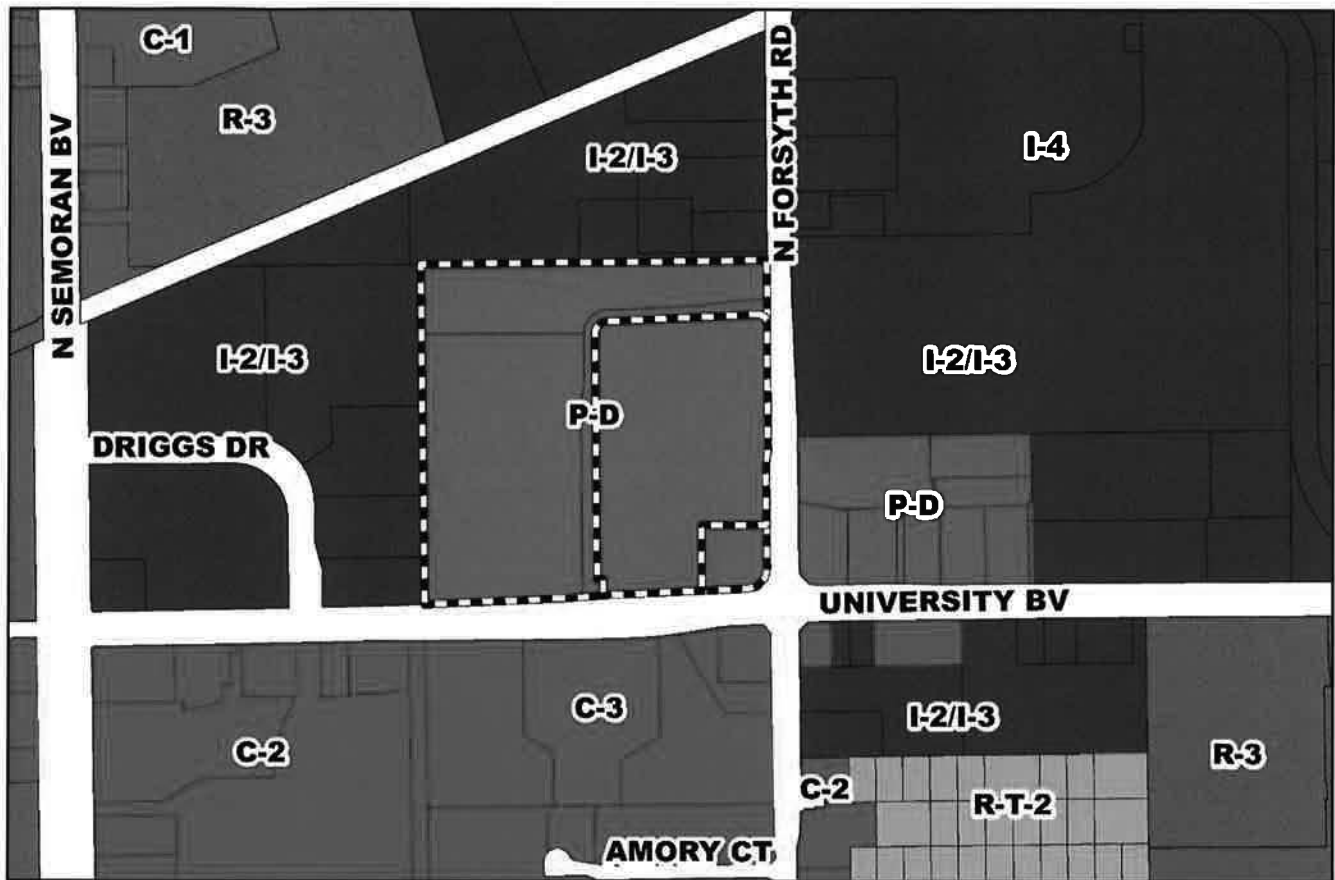 C-1
R-3
N SEMORAN BV
I-2/I-3
N FORSYTH RD
I-4
I-2/I-3
I-2/I-3
DRIGGS DR
P-D
P-D
UNIVERSITY BV
C-2
C-3
I-2/I-3
C-2
R-T-2
R-3
AMORY CT